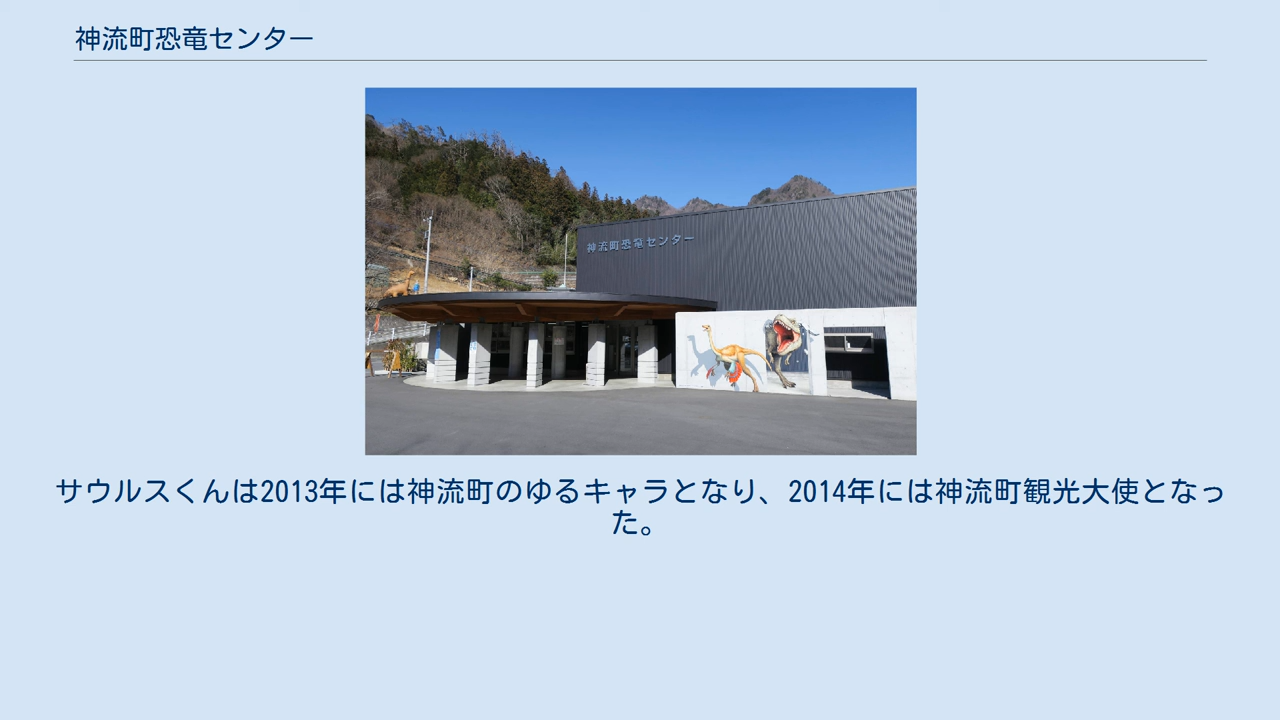 神流町恐竜センター
神流町恐竜センター
サウルスくんは2013年には神流町のゆるキャラとなり、2014年には神流町観光大使となっ
た。